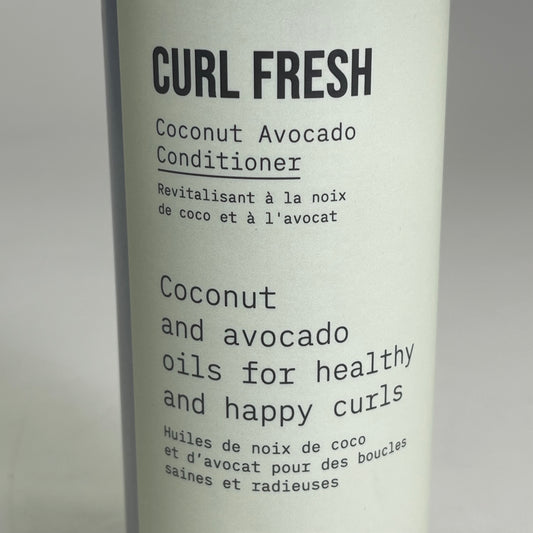 CURL FRESH
Coconut Avocado
Conditioner
Revitalisant à la noix
de coco et à l'avocat
Coconut
and avocado
oils for healthy
and happy curls
Huiles de noix de coco
et d'avocat pour des boucles
saines et radieuses